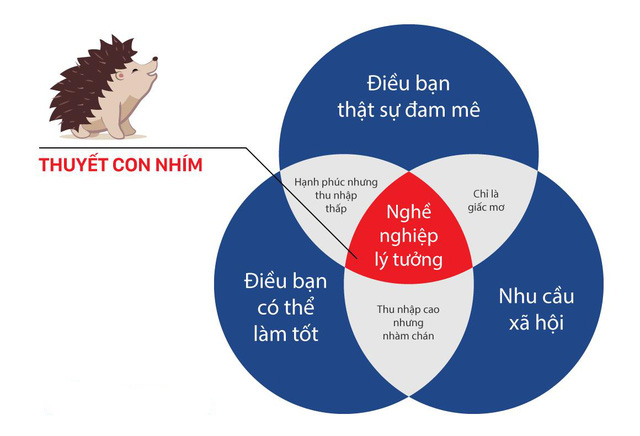 Điều bạn
thật sự đam mê
THUYẾT CON NHÍM
Hạnh phúc nhưng
thu nhập
thấp
Chỉ là
giấc mơ
Nghề
nghiệp
lý tưởng
Điều bạn
có thể
làm tốt
Nhu cầu
xã hội
Thu nhập cao
nhưng
nhàm chán